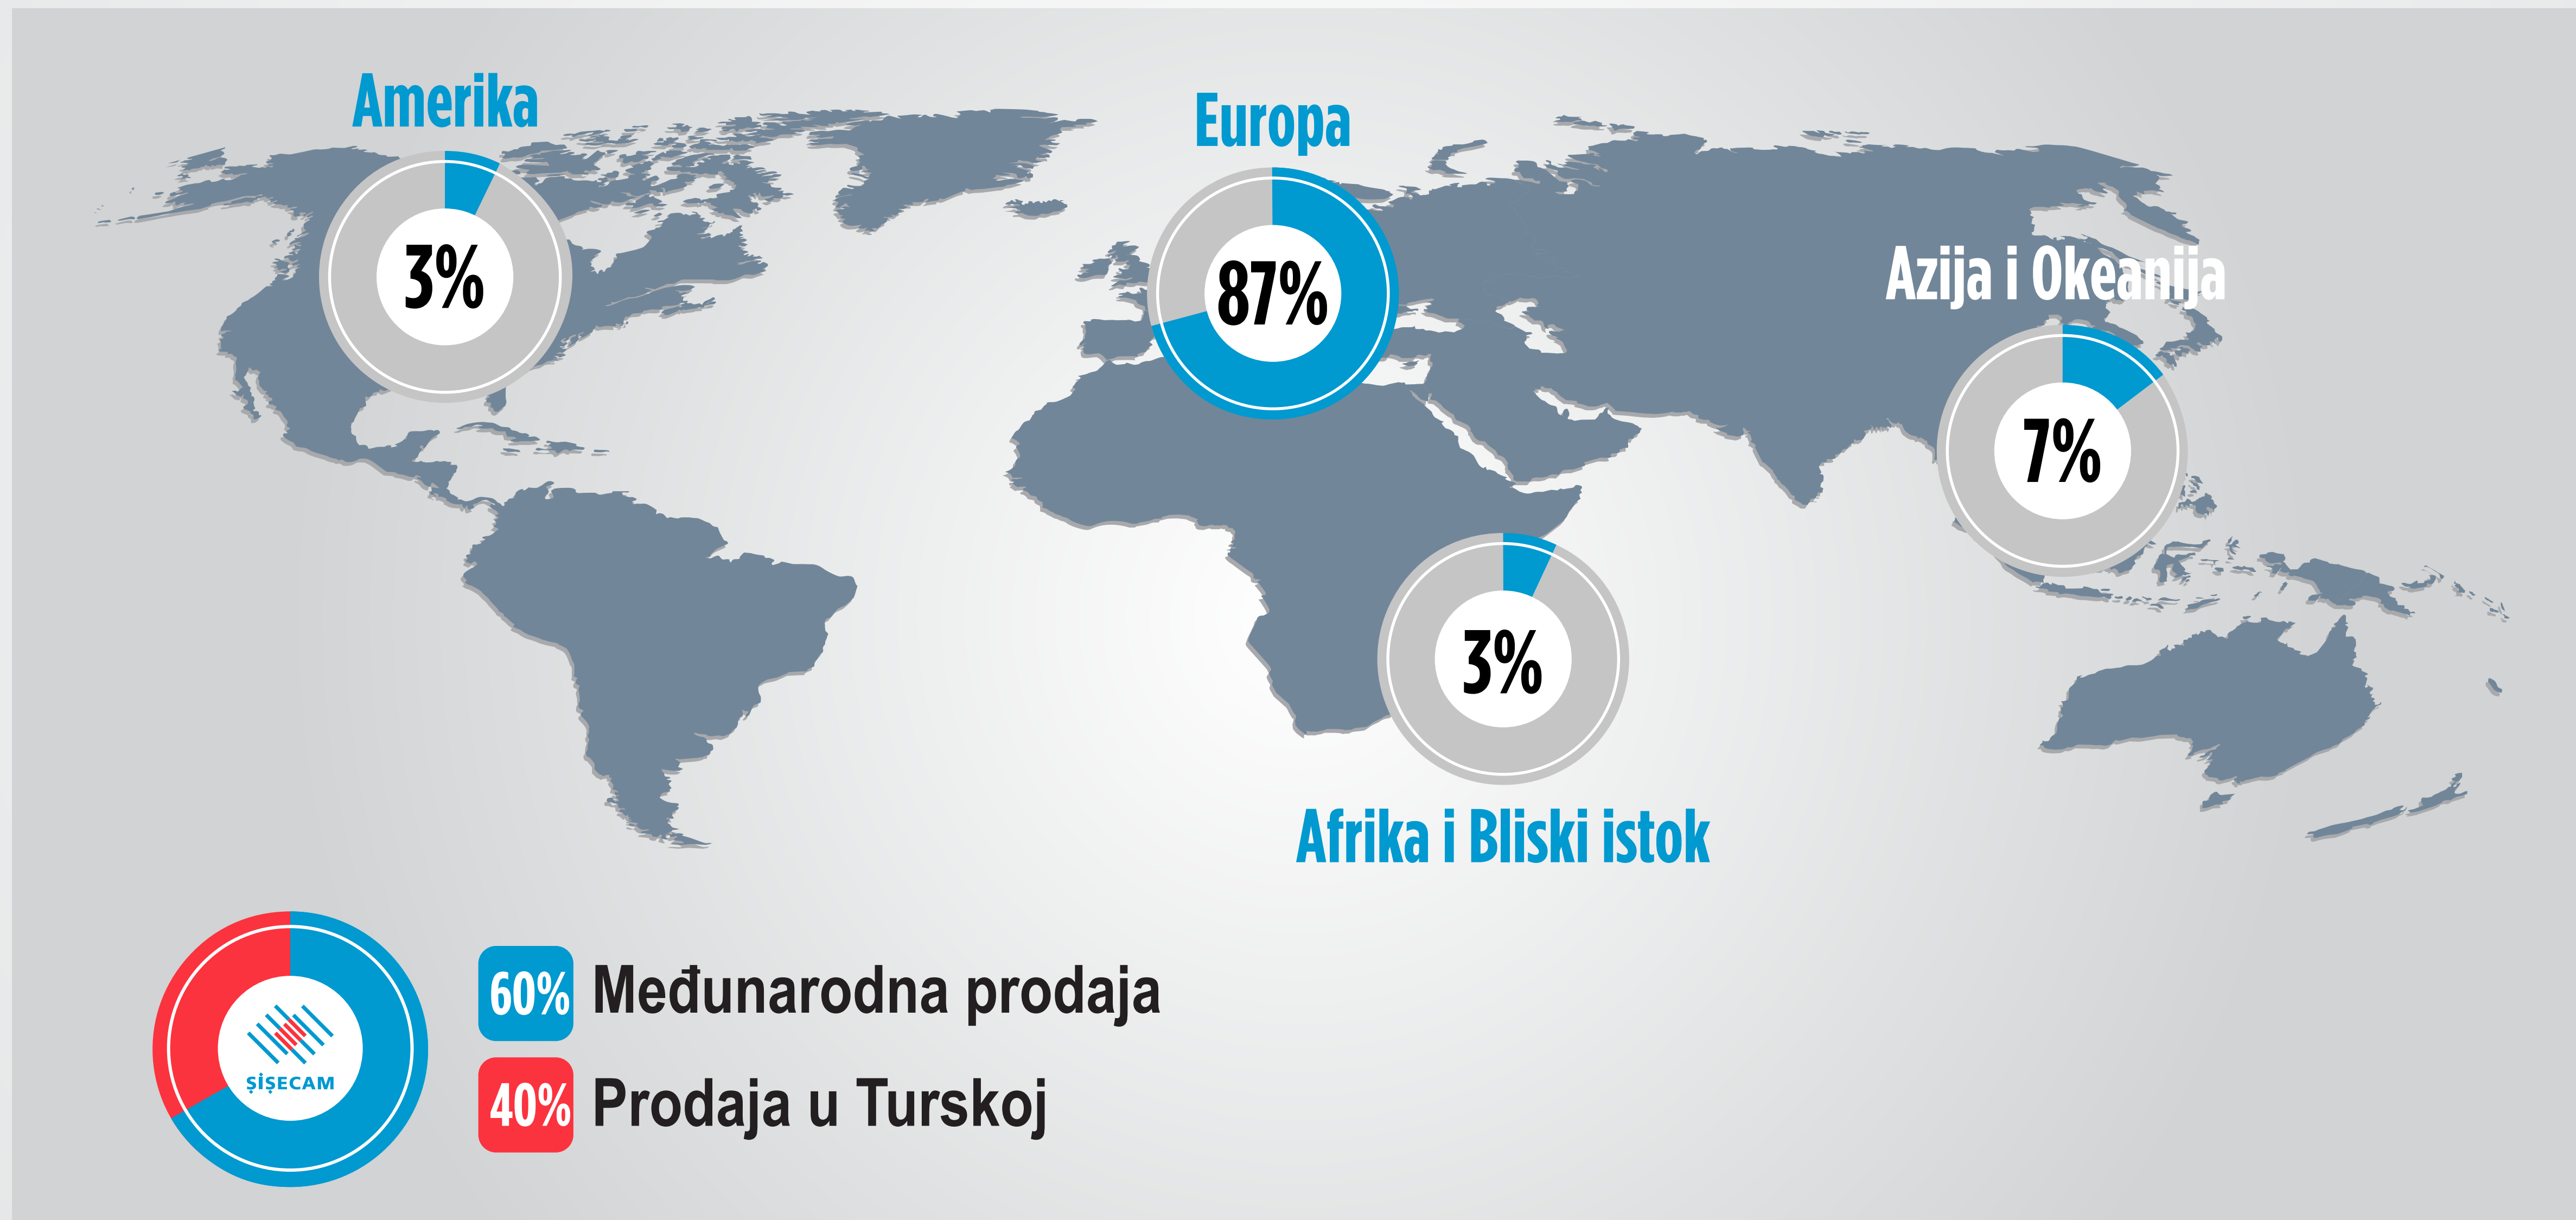 Amerika
3%
Europa
87%
Azija i Okeanija
7%
3%
Afrika i Bliski istok
ŞİŞECAM
60% Međunarodna prodaja
40% Prodaja u Turskoj